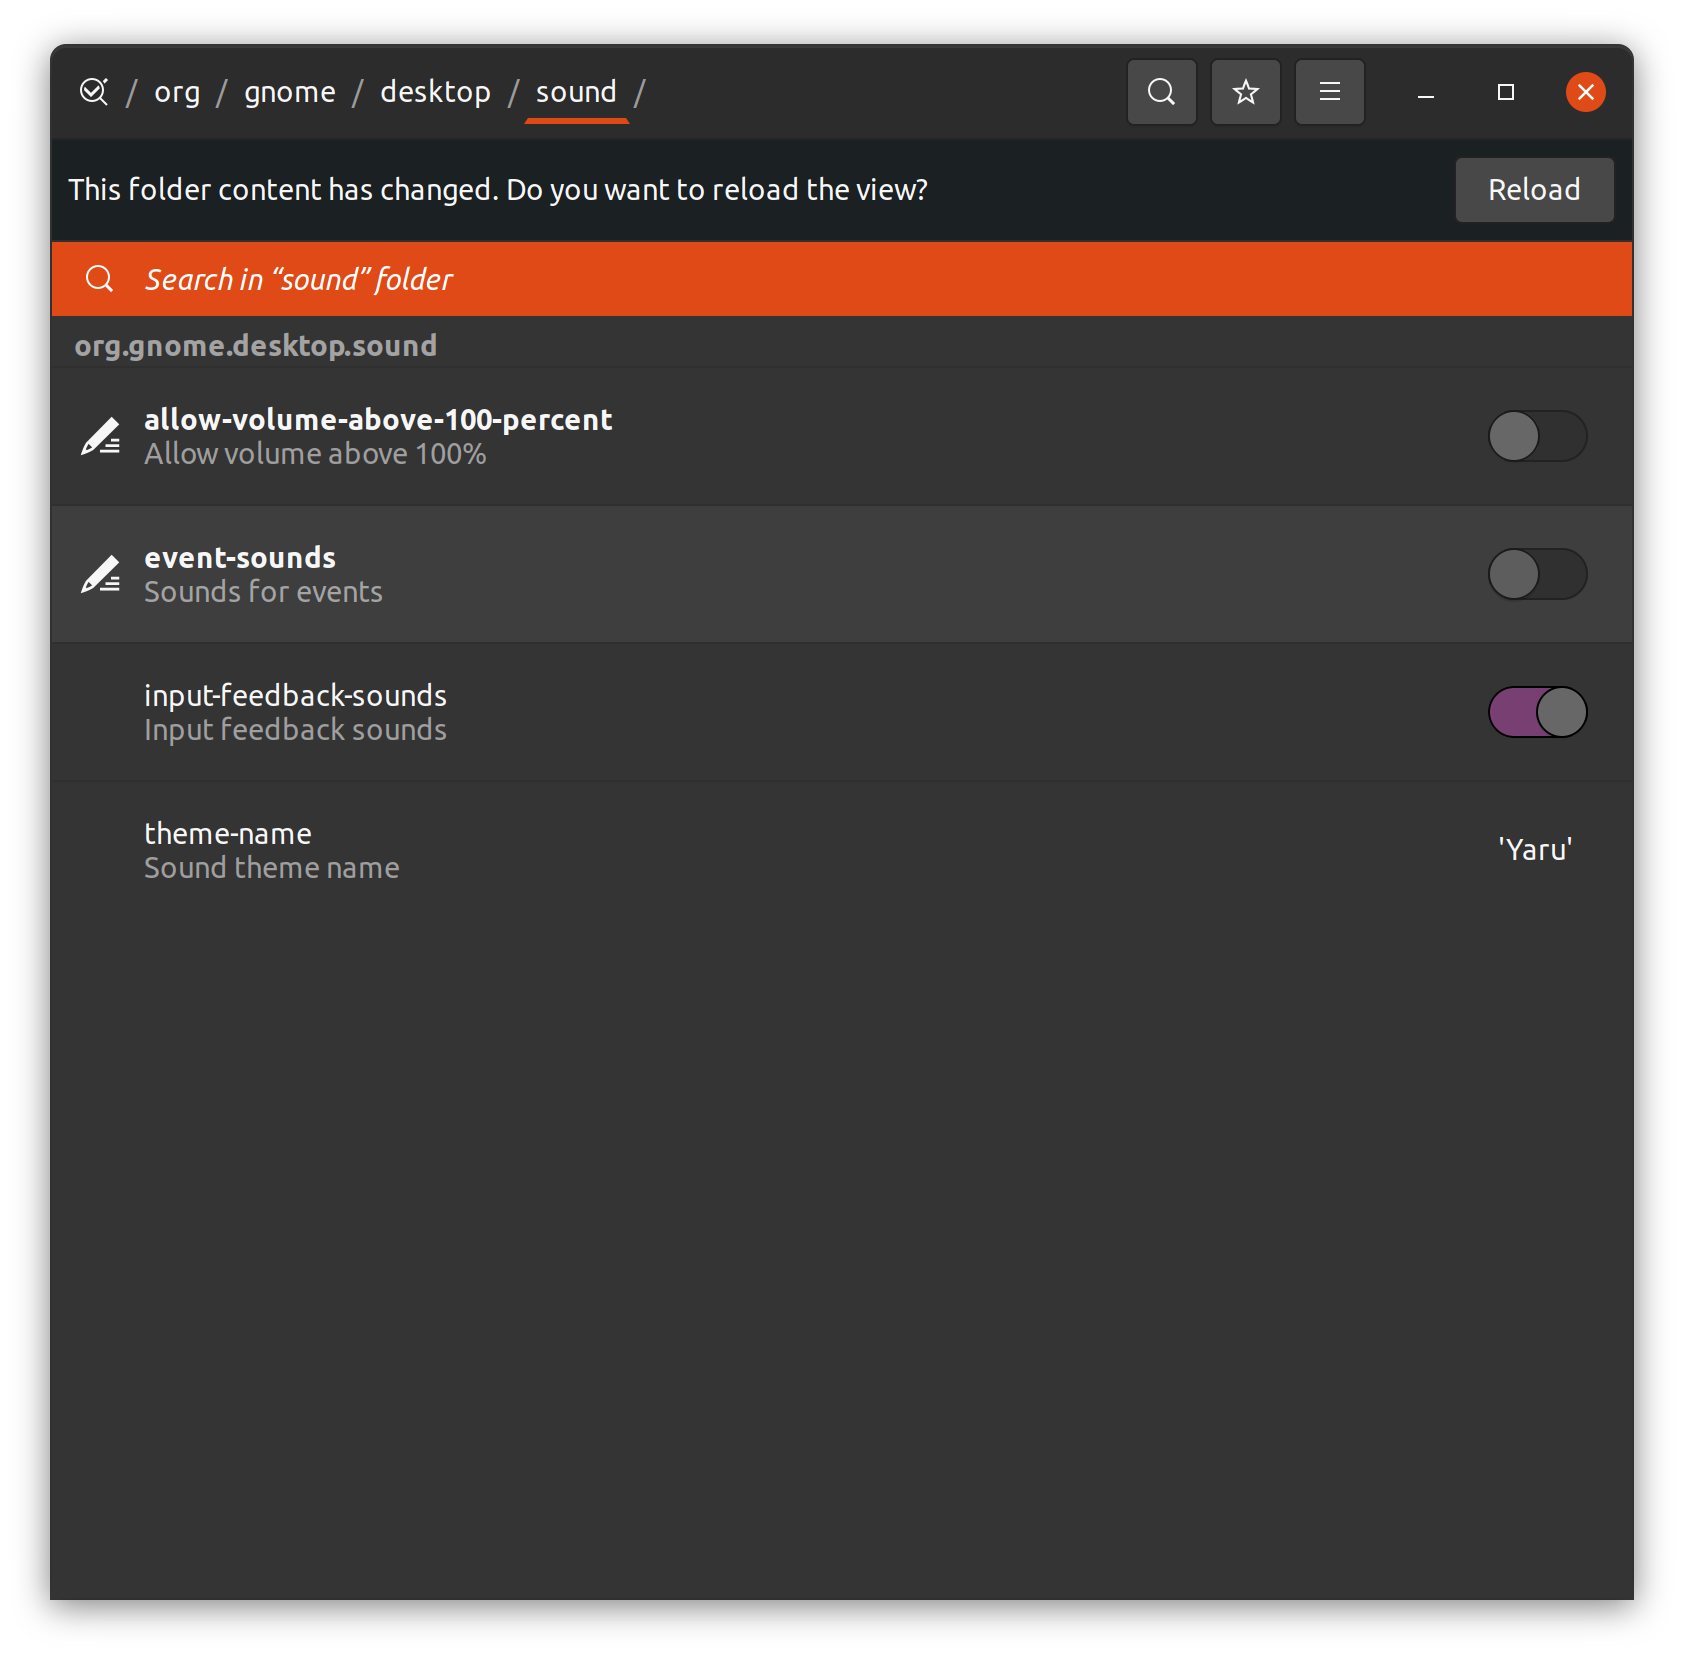 / org / gnome / desktop / sound /
This folder content has changed. Do you want to reload the view?
Reload
Search in “sound” folder
org.gnome.desktop.sound
allow-volume-above-100-percent
Allow volume above 100%
event-sounds
Sounds for events
input-feedback-sounds
Input feedback sounds
theme-name
Sound theme name
'Yaru'